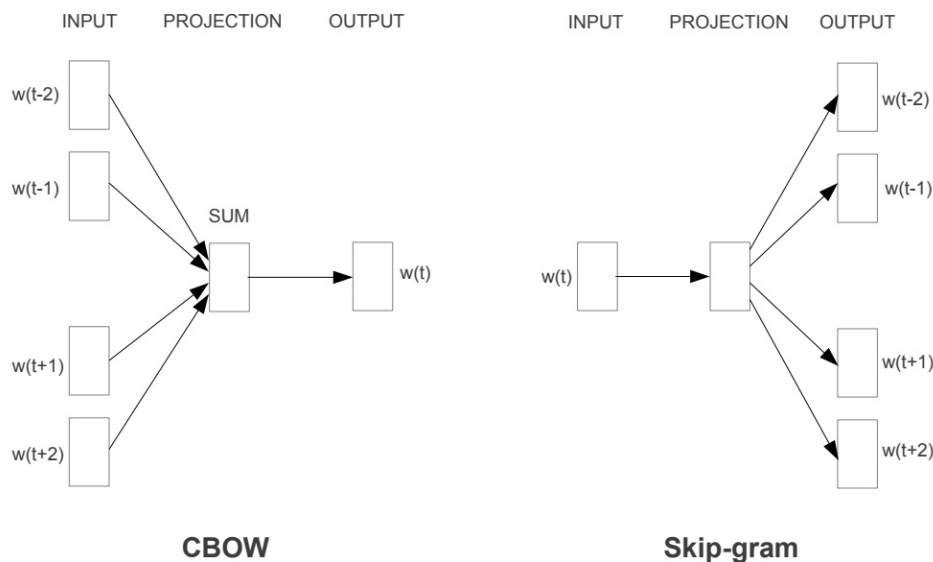 INPUT PROJECTION OUTPUT
w(t-2)
w(t-1)
SUM
w(t)
w(t+1)
w(t+2)
CBOW
INPUT PROJECTION OUTPUT
w(t-2)
w(t-1)
w(t)
w(t+1)
w(t+2)
Skip-gram